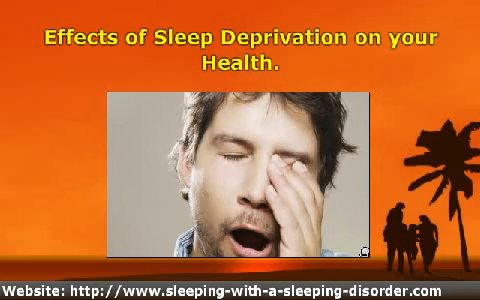 Effects of Sleep Deprivation on your
Health.
Website: http://www.sleeping-with-a-sleeping-disorder.com